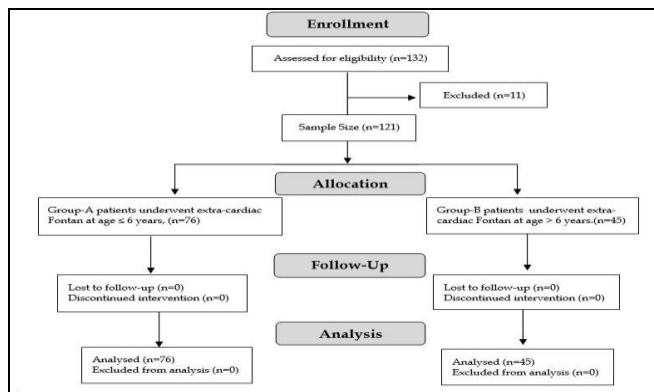 Enrollment
Assessed for eligibility (n=132)
Excluded (n=11)
Sample Size (n=121)
Allocation
Group-A patients underwent extra-cardiac
Fontan at age ≤ 6 years, (n=76)
Group-B patients underwent extra-
cardiac Fontan at age > 6 years.(n=45)
Follow-Up
Lost to follow-up (n=0)
Discontinued intervention (n=0)
Lost to follow-up (n=0)
Discontinued intervention (n=0)
Analysis
Analysed (n=76)
Excluded from analysis (n=0)
Analysed (n=45)
Excluded from analysis (n=0)